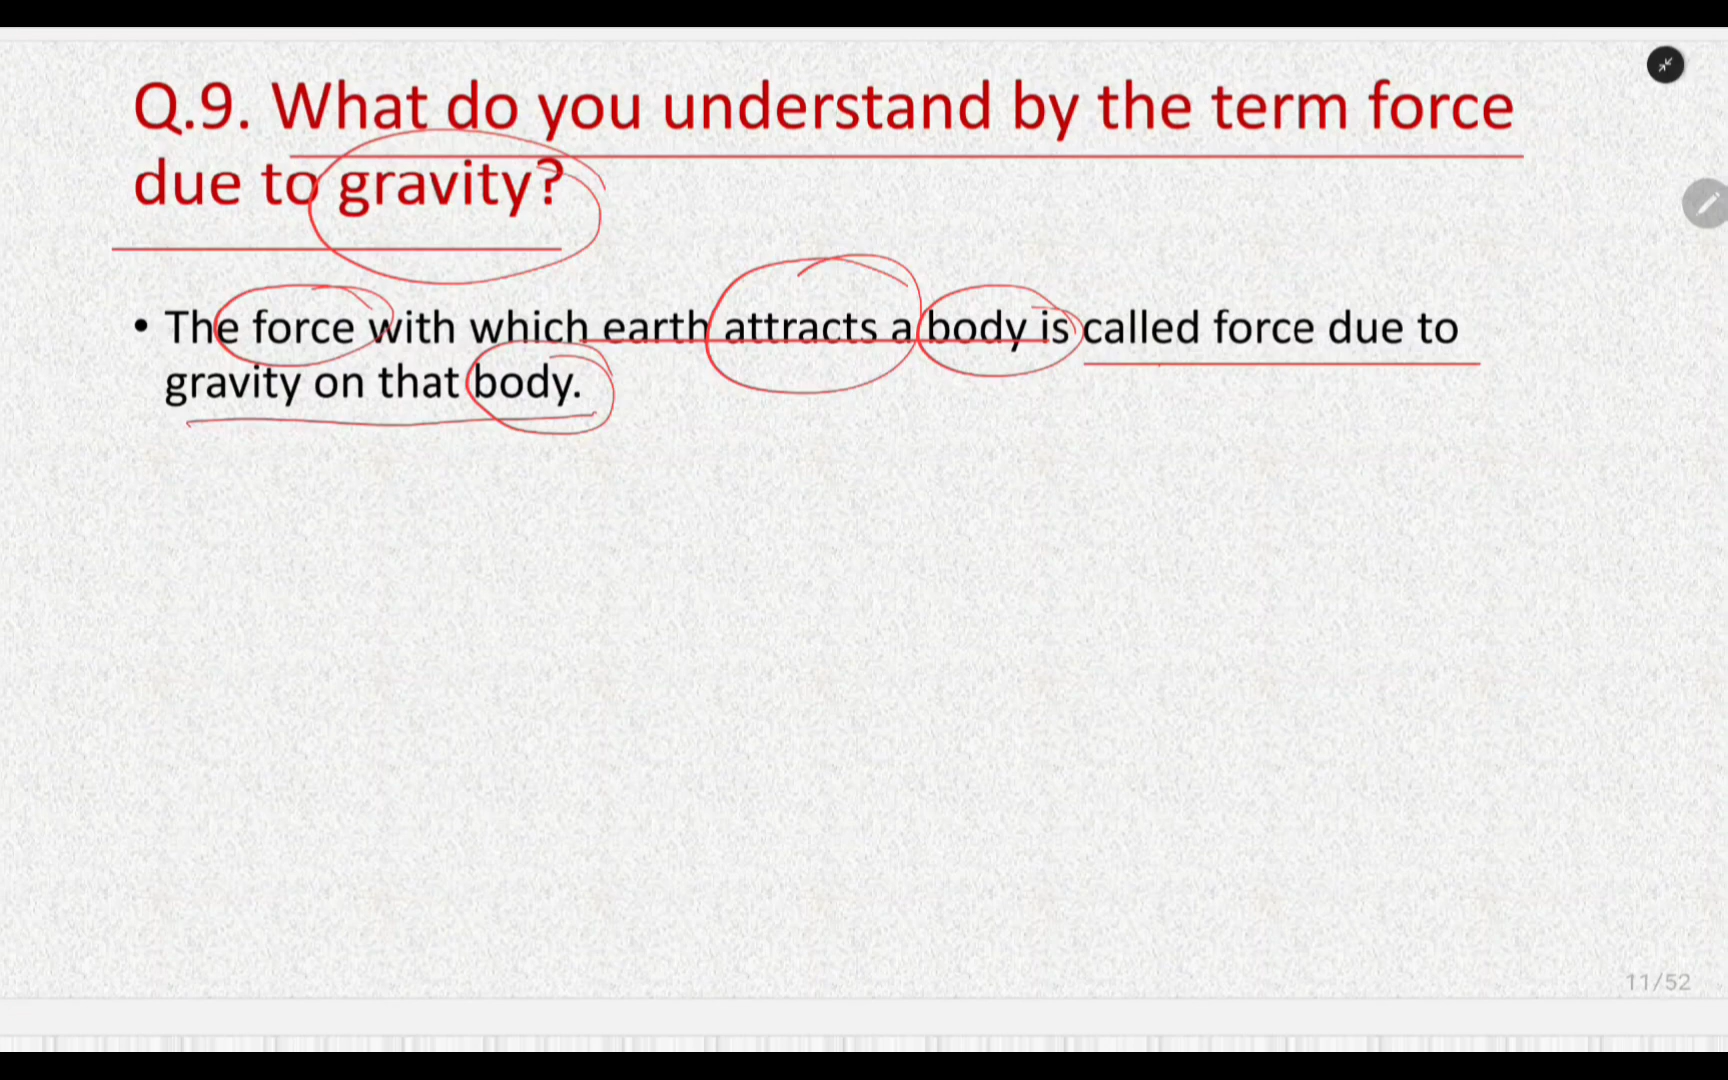 Q.9. What do you understand by the term force
due to gravity?
• The force with which earth attracts a body is called force due to
gravity on that body.
11/52